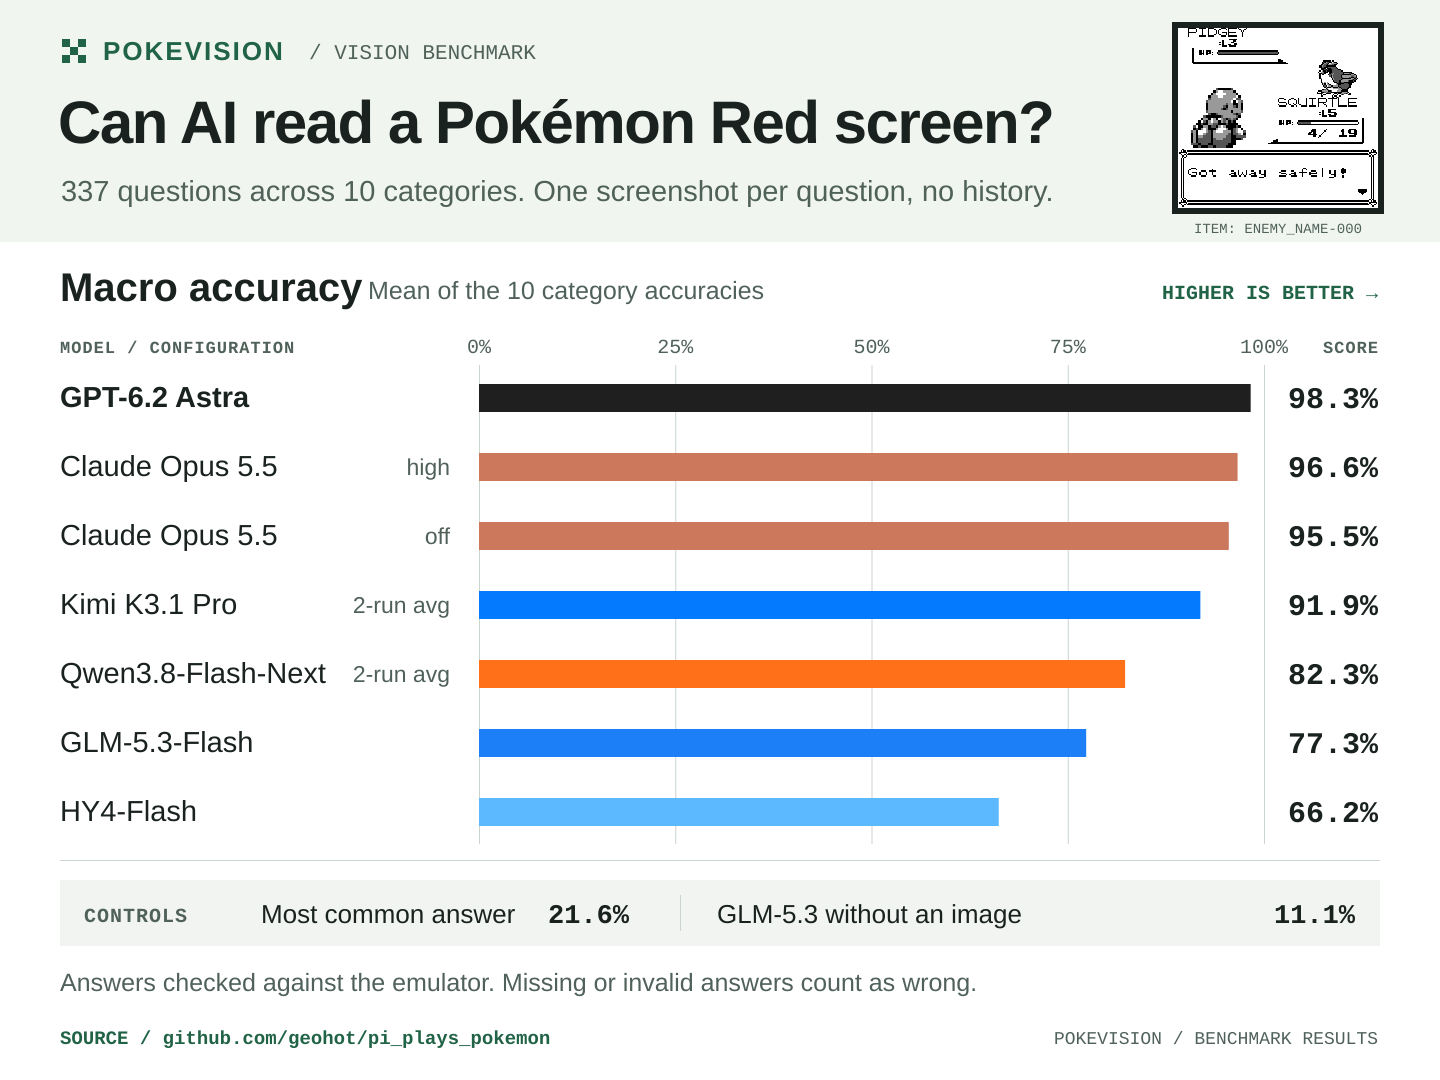 POKEVISION / VISION BENCHMARK
Can AI read a Pokémon Red screen?
337 questions across 10 categories. One screenshot per question, no history.
PIDGEY
:L3
HP:
SQUIRTLE
:L5
HP:
4/ 19
Got away safely!
ITEM: ENEMY_NAME-000
Macro accuracy Mean of the 10 category accuracies
HIGHER IS BETTER →
MODEL / CONFIGURATION 0% 25% 50% 75% 100% SCORE
GPT-6.2 Astra 98.3%
Claude Opus 5.5 high 96.6%
Claude Opus 5.5 off 95.5%
Kimi K3.1 Pro 2-run avg 91.9%
Qwen3.8-Flash-Next 2-run avg 82.3%
GLM-5.3-Flash 77.3%
HY4-Flash 66.2%
CONTROLS Most common answer 21.6% GLM-5.3 without an image 11.1%
Answers checked against the emulator. Missing or invalid answers count as wrong.
SOURCE / github.com/geohot/pi_plays_pokemon
POKEVISION / BENCHMARK RESULTS